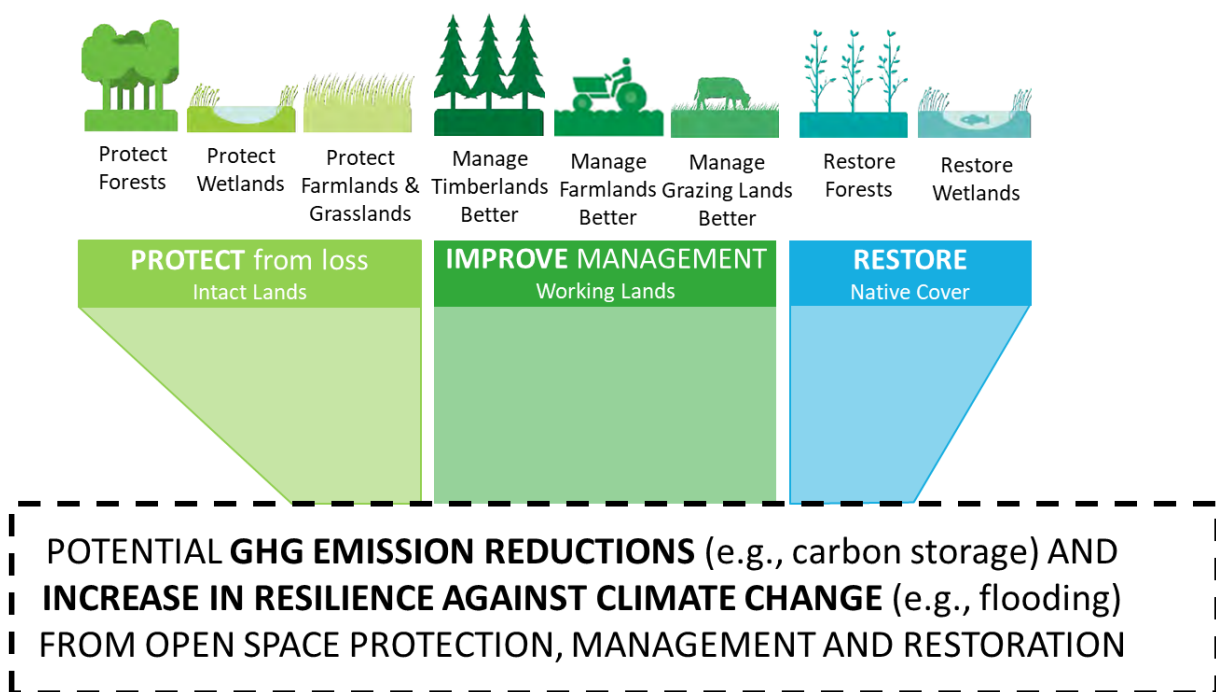 Protect
Forests
Protect
Wetlands
Protect
Farmlands &
Grasslands
Manage
Timberlands
Better
Manage
Farmlands
Better
Manage
Grazing Lands
Better
Restore
Forests
Restore
Wetlands
PROTECT from loss
Intact Lands
IMPROVE MANAGEMENT
Working Lands
RESTORE
Native Cover
POTENTIAL GHG EMISSION REDUCTIONS (e.g., carbon storage) AND
INCREASE IN RESILIENCE AGAINST CLIMATE CHANGE (e.g., flooding)
FROM OPEN SPACE PROTECTION, MANAGEMENT AND RESTORATION